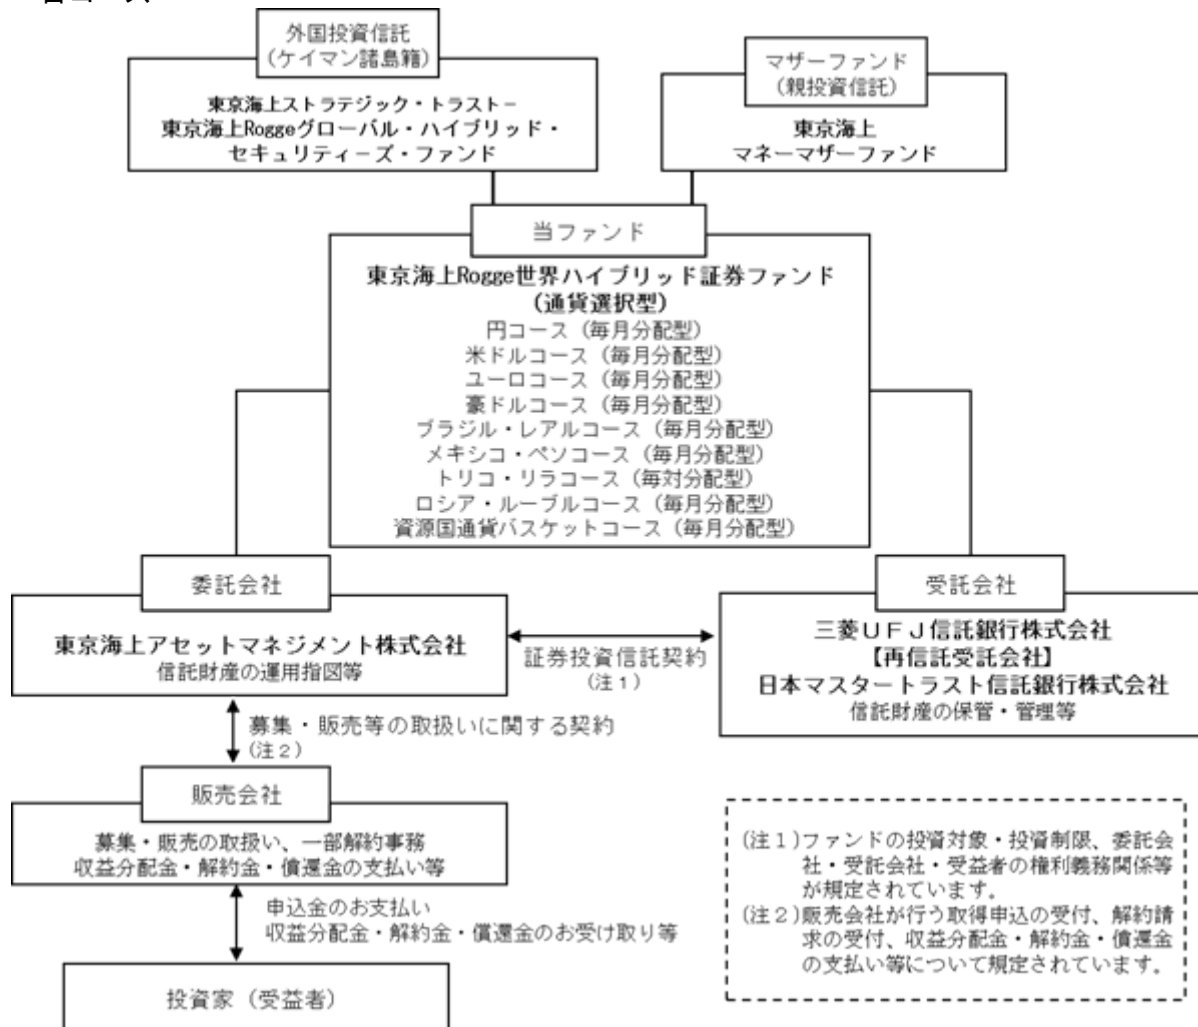 外国投資信託
(ケイマン諸島籍)
東京海上ストラテジック・トラスト－
東京海上Roggeグローバル・ハイブリッド・
セキュリティーズ・ファンド
マザーファンド
(親投資信託)
東京海上
マネーマザーファンド
当ファンド
東京海上Rogge世界ハイブリッド証券ファンド
(通貨選択型)
円コース (毎月分配型)
米ドルコース (毎月分配型)
ユーロコース (毎月分配型)
豪ドルコース (毎月分配型)
ブラジル・レアルコース (毎月分配型)
メキシコ・ペソコース (毎月分配型)
トリコ・リラコース (毎対分配型)
ロシア・ルーブルコース (毎月分配型)
資源国通貨バスケットコース (毎月分配型)
委託会社
東京海上アセットマネジメント株式会社
信託財産の運用指図等
証券投資信託契約
(注１)
受託会社
三菱ＵＦＪ信託銀行株式会社
【再信託受託会社】
日本マスタートラスト信託銀行株式会社
信託財産の保管・管理等
募集・販売等の取扱いに関する契約
(注２)
販売会社
募集・販売の取扱い、一部解約事務
収益分配金・解約金・償還金の支払い等
申込金のお支払い
収益分配金・解約金・償還金のお受け取り等
投資家 (受益者)
(注１)ファンドの投資対象・投資制限、委託会
社・受託会社・受益者の権利義務関係等
が規定されています。
(注２)販売会社が行う取得申込の受付、解約請
求の受付、収益分配金・解約金・償還金
の支払い等について規定されています。